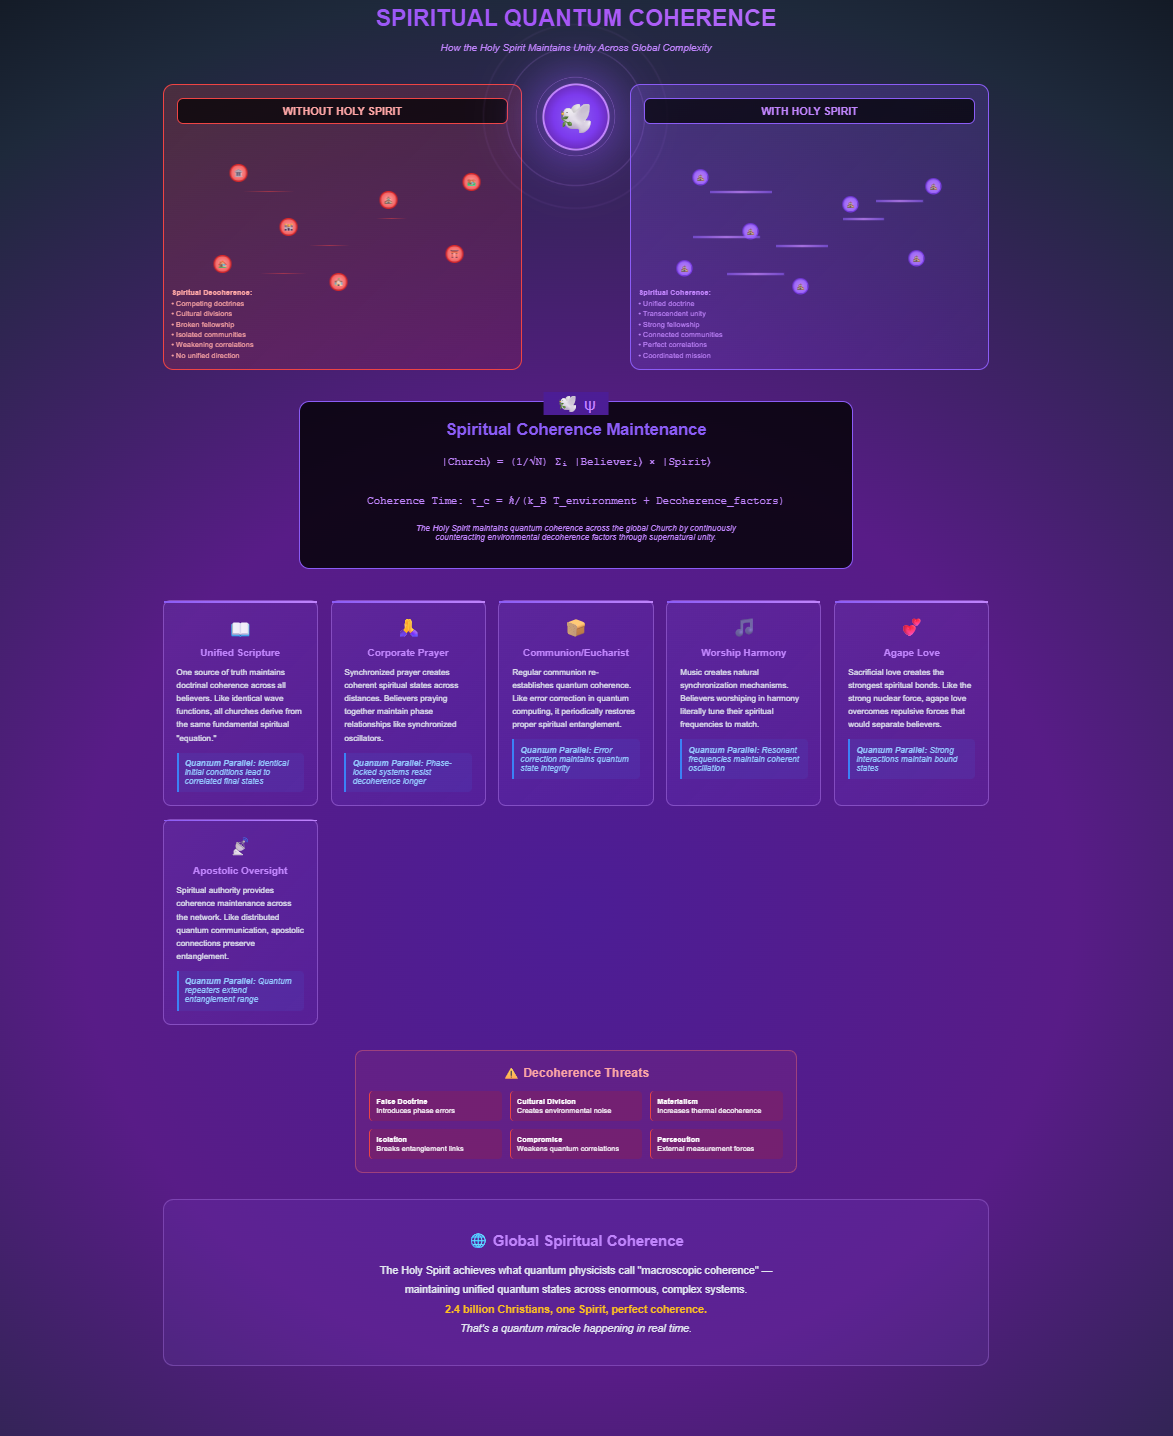 SPIRITUAL QUANTUM COHERENCE
How the Holy Spirit Maintains Unity Across Global Complexity
WITHOUT HOLY SPIRIT
Spiritual Decoherence:
• Competing doctrines
• Cultural divisions
• Broken fellowship
• Isolated communities
• Weakening correlations
• No unified direction
WITH HOLY SPIRIT
Spiritual Coherence:
• Unified doctrine
• Transcendent unity
• Strong fellowship
• Connected communities
• Perfect correlations
• Coordinated mission
ψ
Spiritual Coherence Maintenance
|Church⟩ = (1/√N) Σᵢ |Believerᵢ⟩ × |Spirit⟩
Coherence Time: τ_c = ℏ/(k_B T_environment + Decoherence_factors)
The Holy Spirit maintains quantum coherence across the global Church by continuously
counteracting environmental decoherence factors through supernatural unity.
Unified Scripture
One source of truth maintains
doctrinal coherence across all
believers. Like identical wave
functions, all churches derive from
the same fundamental spiritual
"equation."
Quantum Parallel: Identical
initial conditions lead to
correlated final states
Corporate Prayer
Synchronized prayer creates
coherent spiritual states across
distances. Believers praying
together maintain phase
relationships like synchronized
oscillators.
Quantum Parallel: Phase-
locked systems resist
decoherence longer
Communion/Eucharist
Regular communion re-
establishes quantum coherence.
Like error correction in quantum
computing, it periodically restores
proper spiritual entanglement.
Quantum Parallel: Error
correction maintains quantum
state integrity
Worship Harmony
Music creates natural
synchronization mechanisms.
Believers worshiping in harmony
literally tune their spiritual
frequencies to match.
Quantum Parallel: Resonant
frequencies maintain coherent
oscillation
Agape Love
Sacrificial love creates the
strongest spiritual bonds. Like the
strong nuclear force, agape love
overcomes repulsive forces that
would separate believers.
Quantum Parallel: Strong
interactions maintain bound
states
Apostolic Oversight
Spiritual authority provides
coherence maintenance across
the network. Like distributed
quantum communication, apostolic
connections preserve
entanglement.
Quantum Parallel: Quantum
repeaters extend
entanglement range
Decoherence Threats
False Doctrine
Introduces phase errors
Cultural Division
Creates environmental noise
Materialism
Increases thermal decoherence
Isolation
Breaks entanglement links
Compromise
Weakens quantum correlations
Persecution
External measurement forces
Global Spiritual Coherence
The Holy Spirit achieves what quantum physicists call "macroscopic coherence" —
maintaining unified quantum states across enormous, complex systems.
2.4 billion Christians, one Spirit, perfect coherence.
That's a quantum miracle happening in real time.